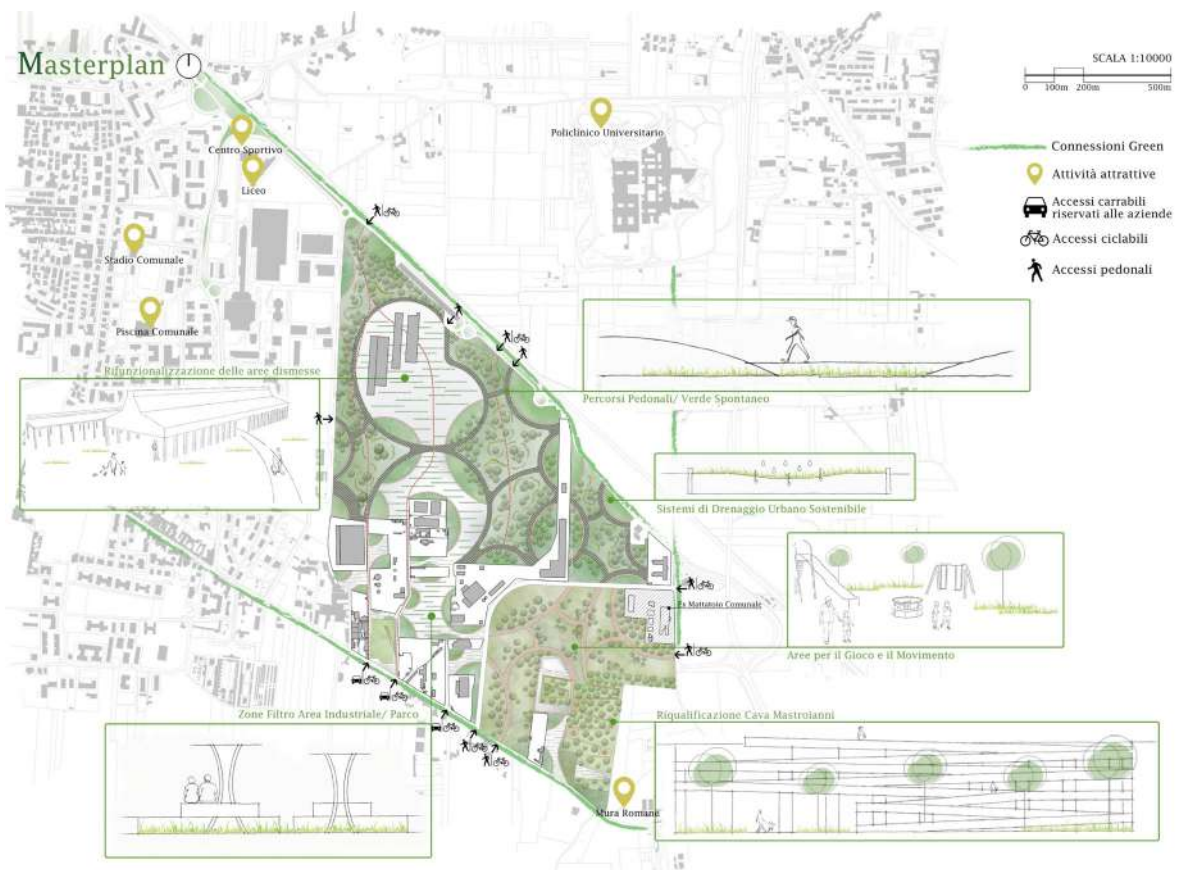 Masterplan
SCALA 1:10000
0 100m 200m 500m
Connessioni Green
Attività attrattive
Accessi carrabili
riservati alle aziende
Accessi ciclabili
Accessi pedonali
Policlinico Universitario
Centro Sportivo
Liceo
Stadio Comunale
Piscina Comunale
Rifunzionalizzazione delle aree dismesse
Percorsi Pedonali/ Verde Spontaneo
Sistemi di Drenaggio Urbano Sostenibile
Ex Mattatoio Comunale
Aree per il Gioco e il Movimento
Zone Filtro Area Industriale/ Parco
Riqualificazione Cava Mastroianni
Mura Romane